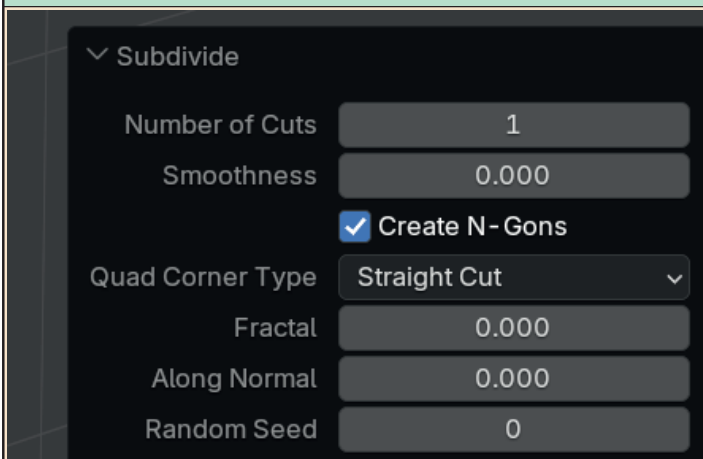 Subdivide
Number of Cuts 1
Smoothness 0.000
Create N-Gons
Quad Corner Type Straight Cut
Fractal 0.000
Along Normal 0.000
Random Seed 0